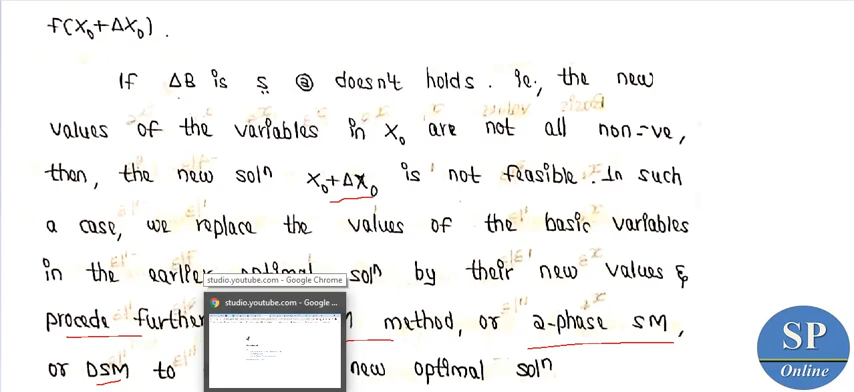 f(X₀+ΔX₀).
If ΔB is s̤ ⓐ doesn't holds. ie., the new
values of the variables in X₀ are not all non-ve,
then, the new solⁿ X₀+ΔX₀ is not feasible. In such
a case, we replace the values of the basic variables
in the earlier optimal solⁿ by their new values &
studio.youtube.com - Google Chrome
studio.youtube.com - Google ...
procede further M method, or 2-phase SM,
or DSM to new optimal solⁿ
SP
Online